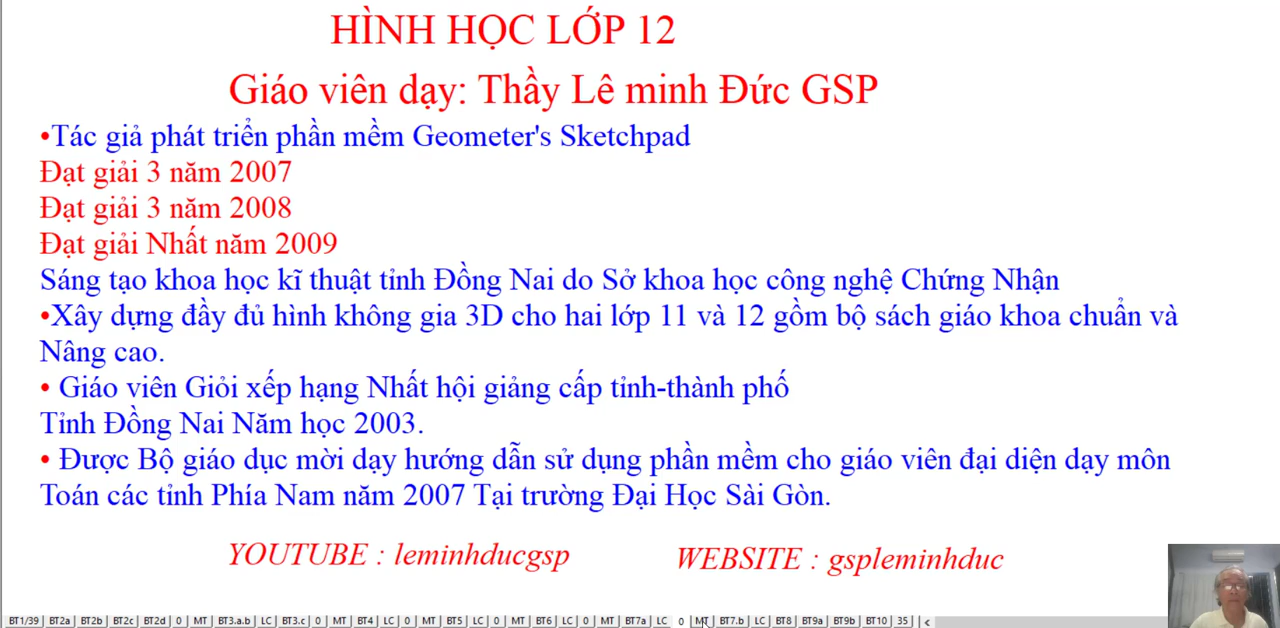 HÌNH HỌC LỚP 12
Giáo viên dạy: Thầy Lê minh Đức GSP
•Tác giả phát triển phần mềm Geometer's Sketchpad
Đạt giải 3 năm 2007
Đạt giải 3 năm 2008
Đạt giải Nhất năm 2009
Sáng tạo khoa học kĩ thuật tỉnh Đồng Nai do Sở khoa học công nghệ Chứng Nhận
•Xây dựng đầy đủ hình không gia 3D cho hai lớp 11 và 12 gồm bộ sách giáo khoa chuẩn và
Nâng cao.
• Giáo viên Giỏi xếp hạng Nhất hội giảng cấp tỉnh-thành phố
Tỉnh Đồng Nai Năm học 2003.
• Được Bộ giáo dục mời dạy hướng dẫn sử dụng phần mềm cho giáo viên đại diện dạy môn
Toán các tỉnh Phía Nam năm 2007 Tại trường Đại Học Sài Gòn.
YOUTUBE : leminhducgsp WEBSITE : gspleminhduc
BT1/39 BT2a BT2b BT2c BT2d 0 MT BT3.a.b LC BT3.c 0 MT BT4 LC 0 MT BT5 LC 0 MT BT6 LC 0 MT BT7a LC 0 MT BT7.b LC BT8 BT9a BT9b BT10 35